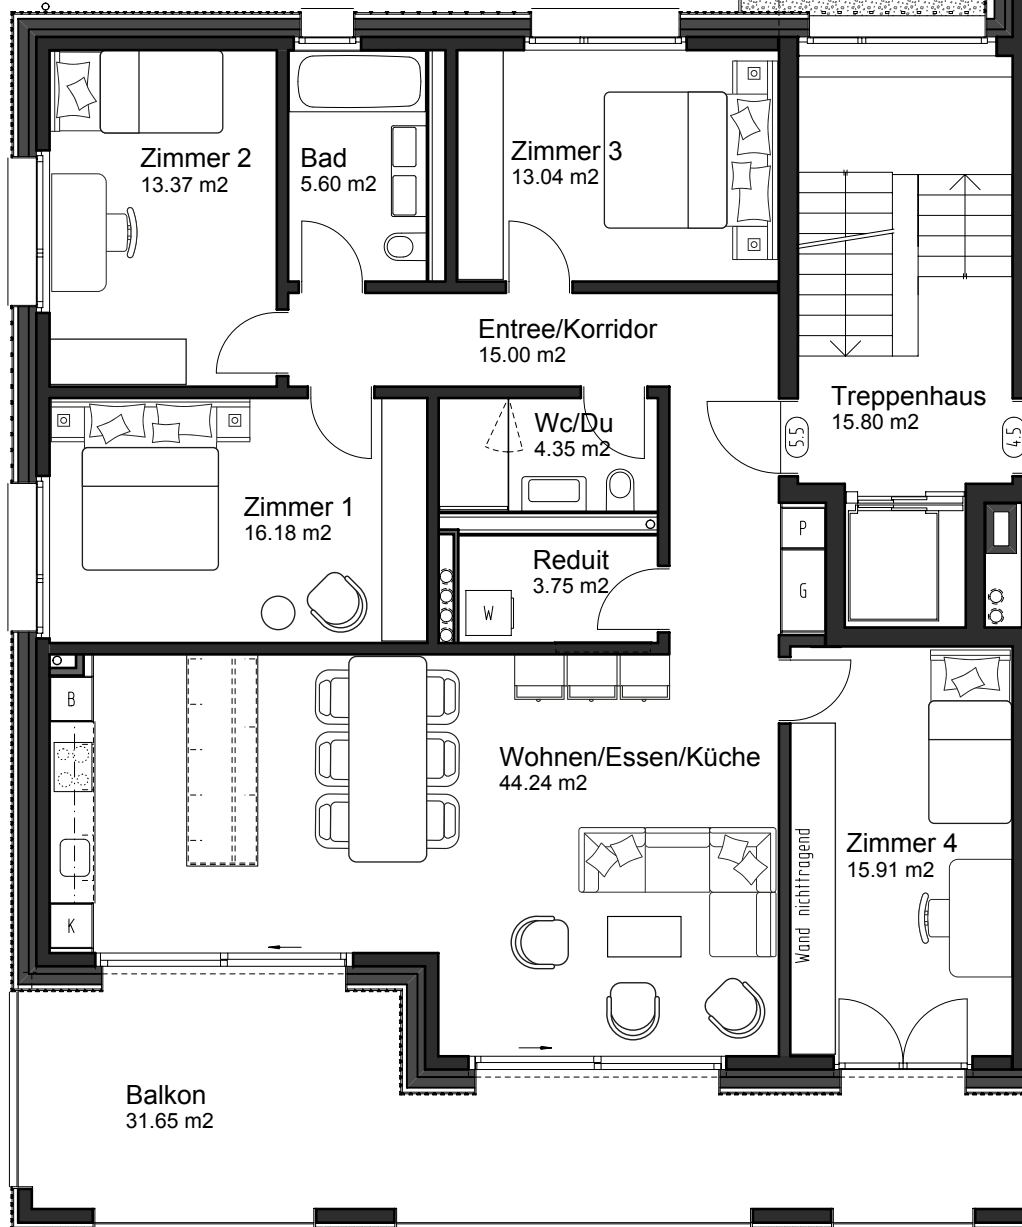 Zimmer 2
13.37 m2
Bad
5.60 m2
Zimmer 3
13.04 m2
Entree/Korridor
15.00 m2
Treppenhaus
15.80 m2
5.5
4.5
Wc/Du
4.35 m2
Zimmer 1
16.18 m2
Reduit
3.75 m2
W
P
G
B
K
Wohnen/Essen/Küche
44.24 m2
Wand nichttragend
Zimmer 4
15.91 m2
Balkon
31.65 m2